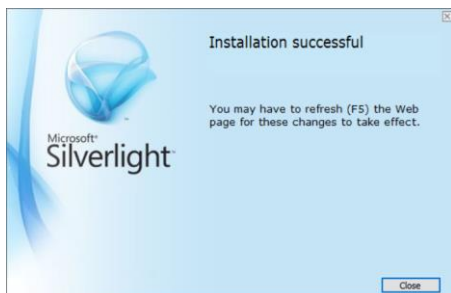 Installation successful
You may have to refresh (F5) the Web
page for these changes to take effect.
Microsoft®
Silverlight™
Close